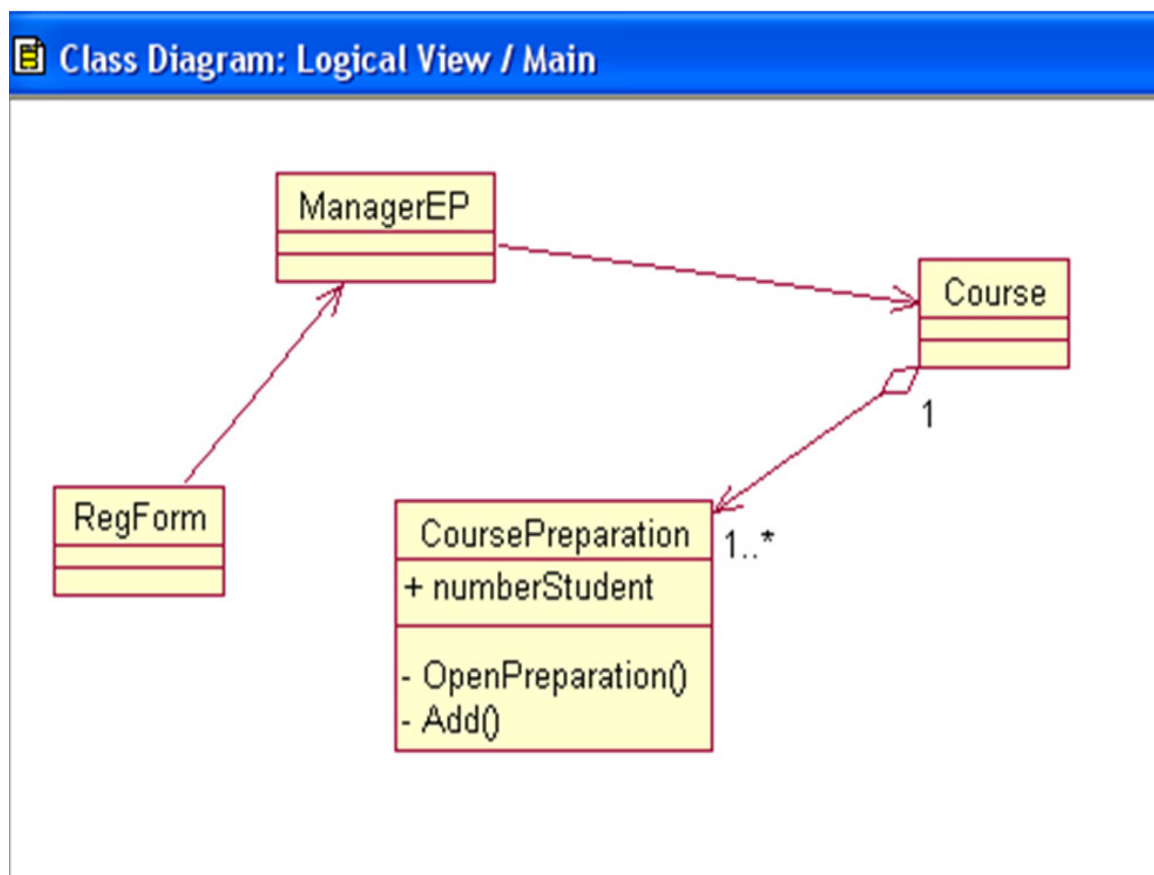 Class Diagram: Logical View / Main
ManagerEP
Course
1
RegForm
CoursePreparation
1..*
+ numberStudent
- OpenPreparation()
- Add()